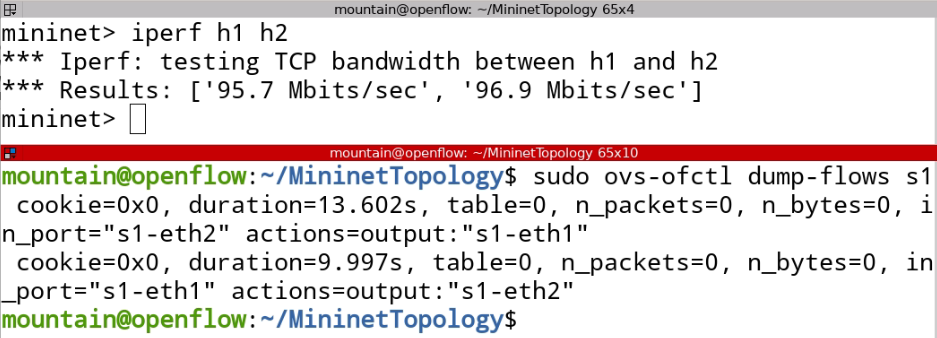 mountain@openflow: ~/MininetTopology 65x4
mininet> iperf h1 h2
*** Iperf: testing TCP bandwidth between h1 and h2
*** Results: ['95.7 Mbits/sec', '96.9 Mbits/sec']
mininet>
mountain@openflow: ~/MininetTopology 65x10
mountain@openflow:~/MininetTopology$ sudo ovs-ofctl dump-flows s1
 cookie=0x0, duration=13.602s, table=0, n_packets=0, n_bytes=0, i
n_port="s1-eth2" actions=output:"s1-eth1"
 cookie=0x0, duration=9.997s, table=0, n_packets=0, n_bytes=0, in
_port="s1-eth1" actions=output:"s1-eth2"
mountain@openflow:~/MininetTopology$